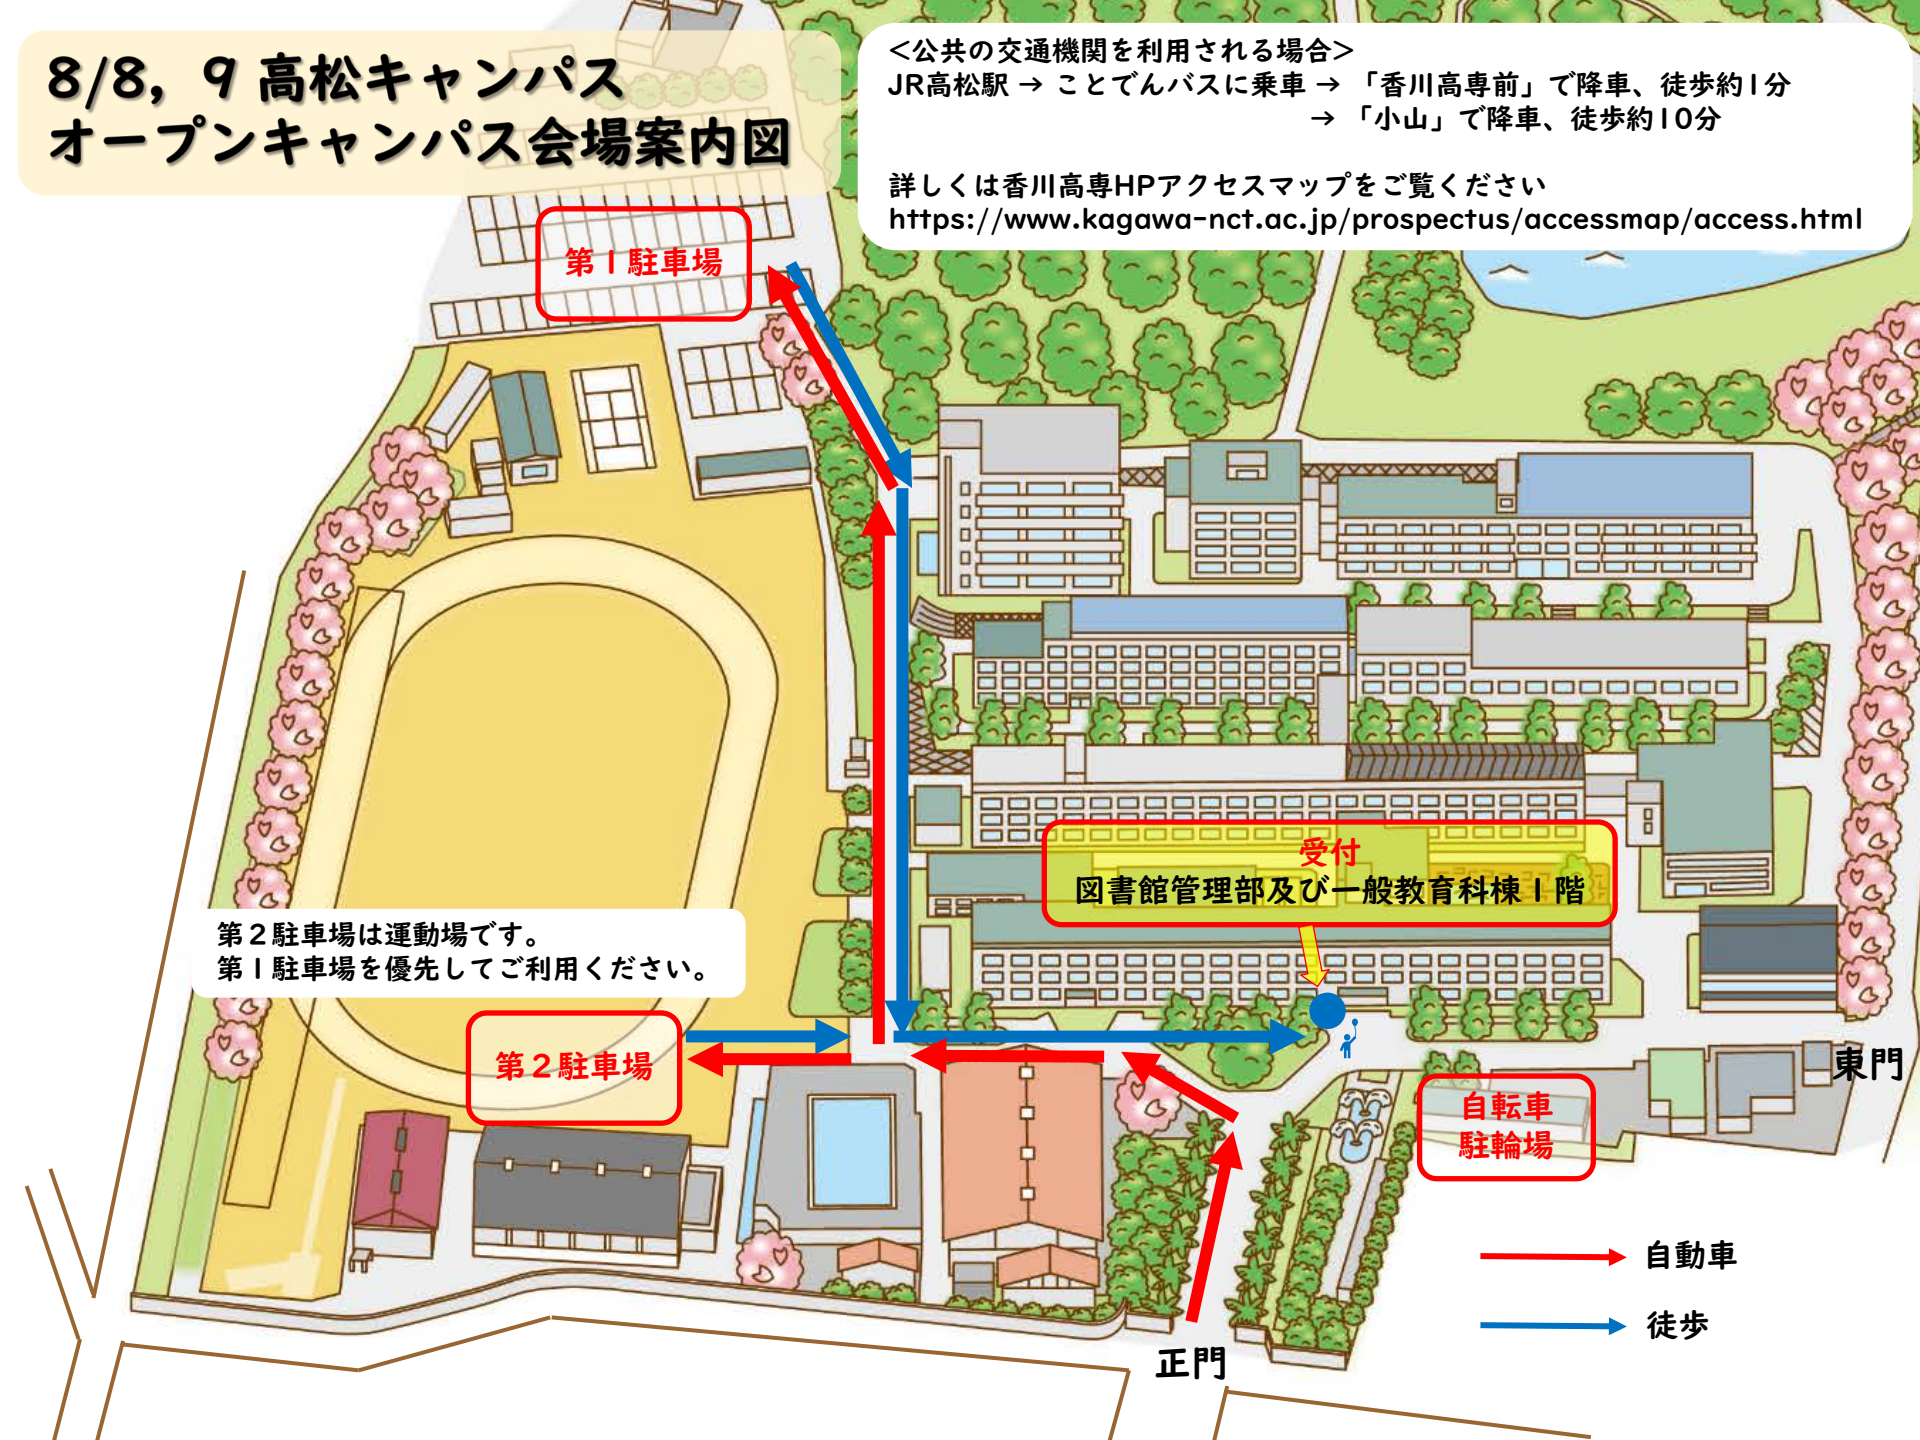 8/8, 9 高松キャンパス
オープンキャンパス会場案内図
<公共の交通機関を利用される場合>
JR高松駅 → ことでんバスに乗車 → 「香川高専前」で降車、徒歩約1分
→ 「小山」で降車、徒歩約10分
詳しくは香川高専HPアクセスマップをご覧ください
https://www.kagawa-nct.ac.jp/prospectus/accessmap/access.html
第1駐車場
受付
図書館管理部及び一般教育科棟1階
第2駐車場は運動場です。
第1駐車場を優先してご利用ください。
第2駐車場
東門
自転車
駐輪場
自動車
徒歩
正門